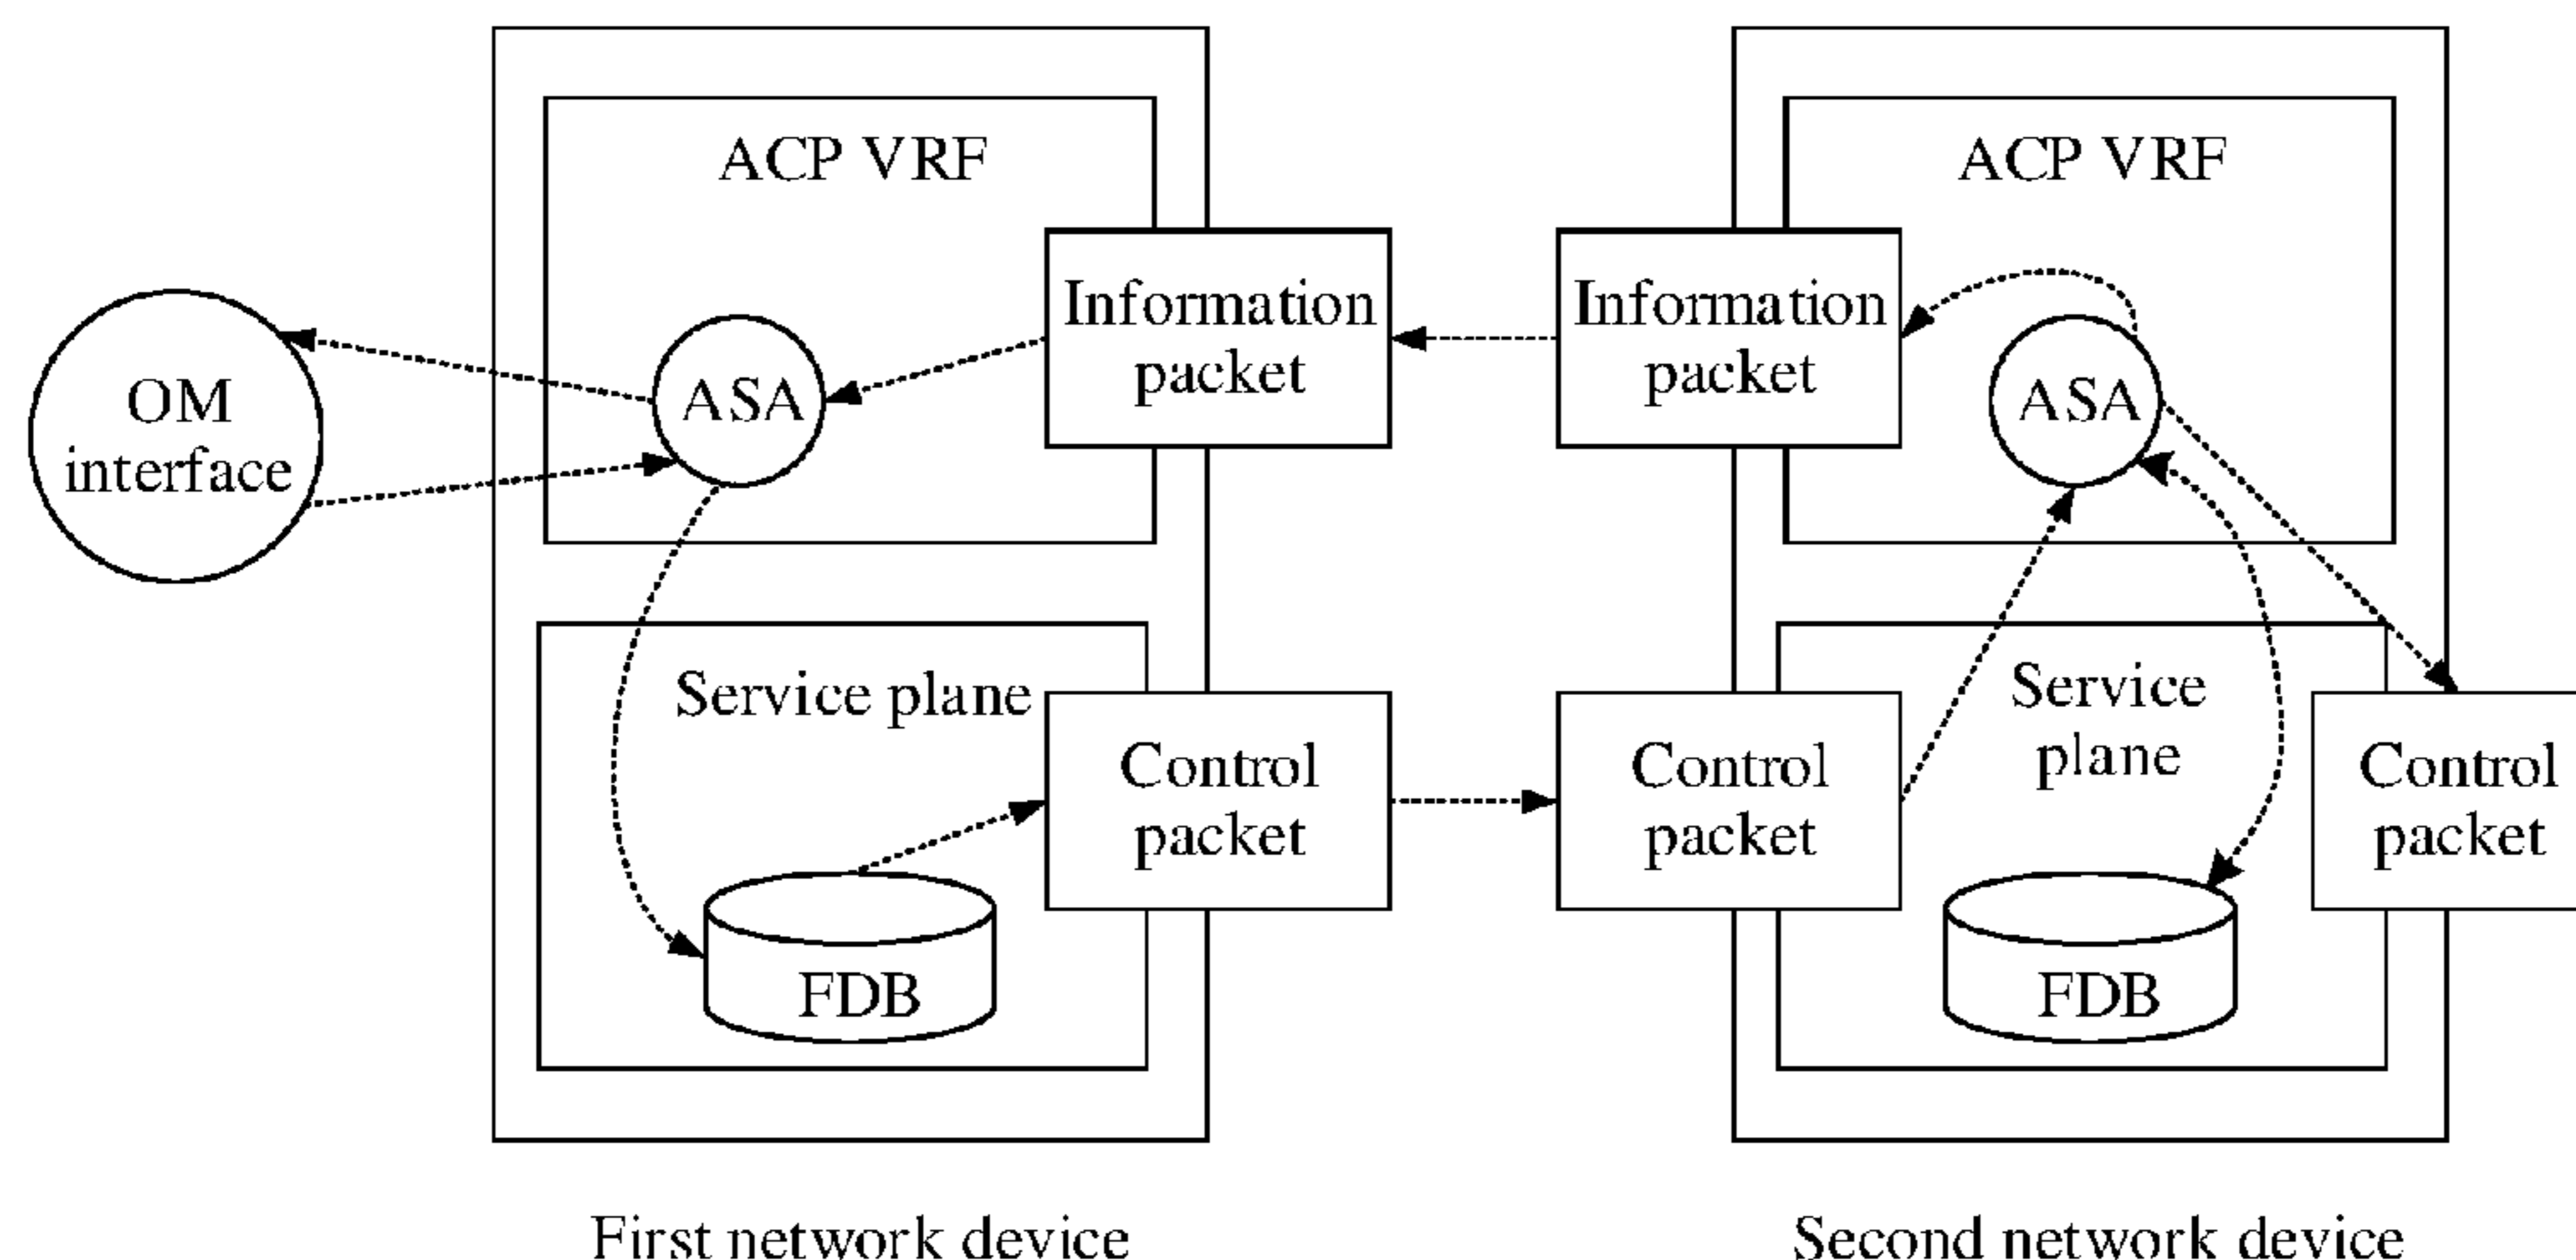 ACP VRF
ACP VRF
Information
packet
Information
packet
OM
interface
ASA
ASA
Service plane
Service
plane
Control
packet
Control
packet
Control
packet
FDB
FDB
First network device
Second network device